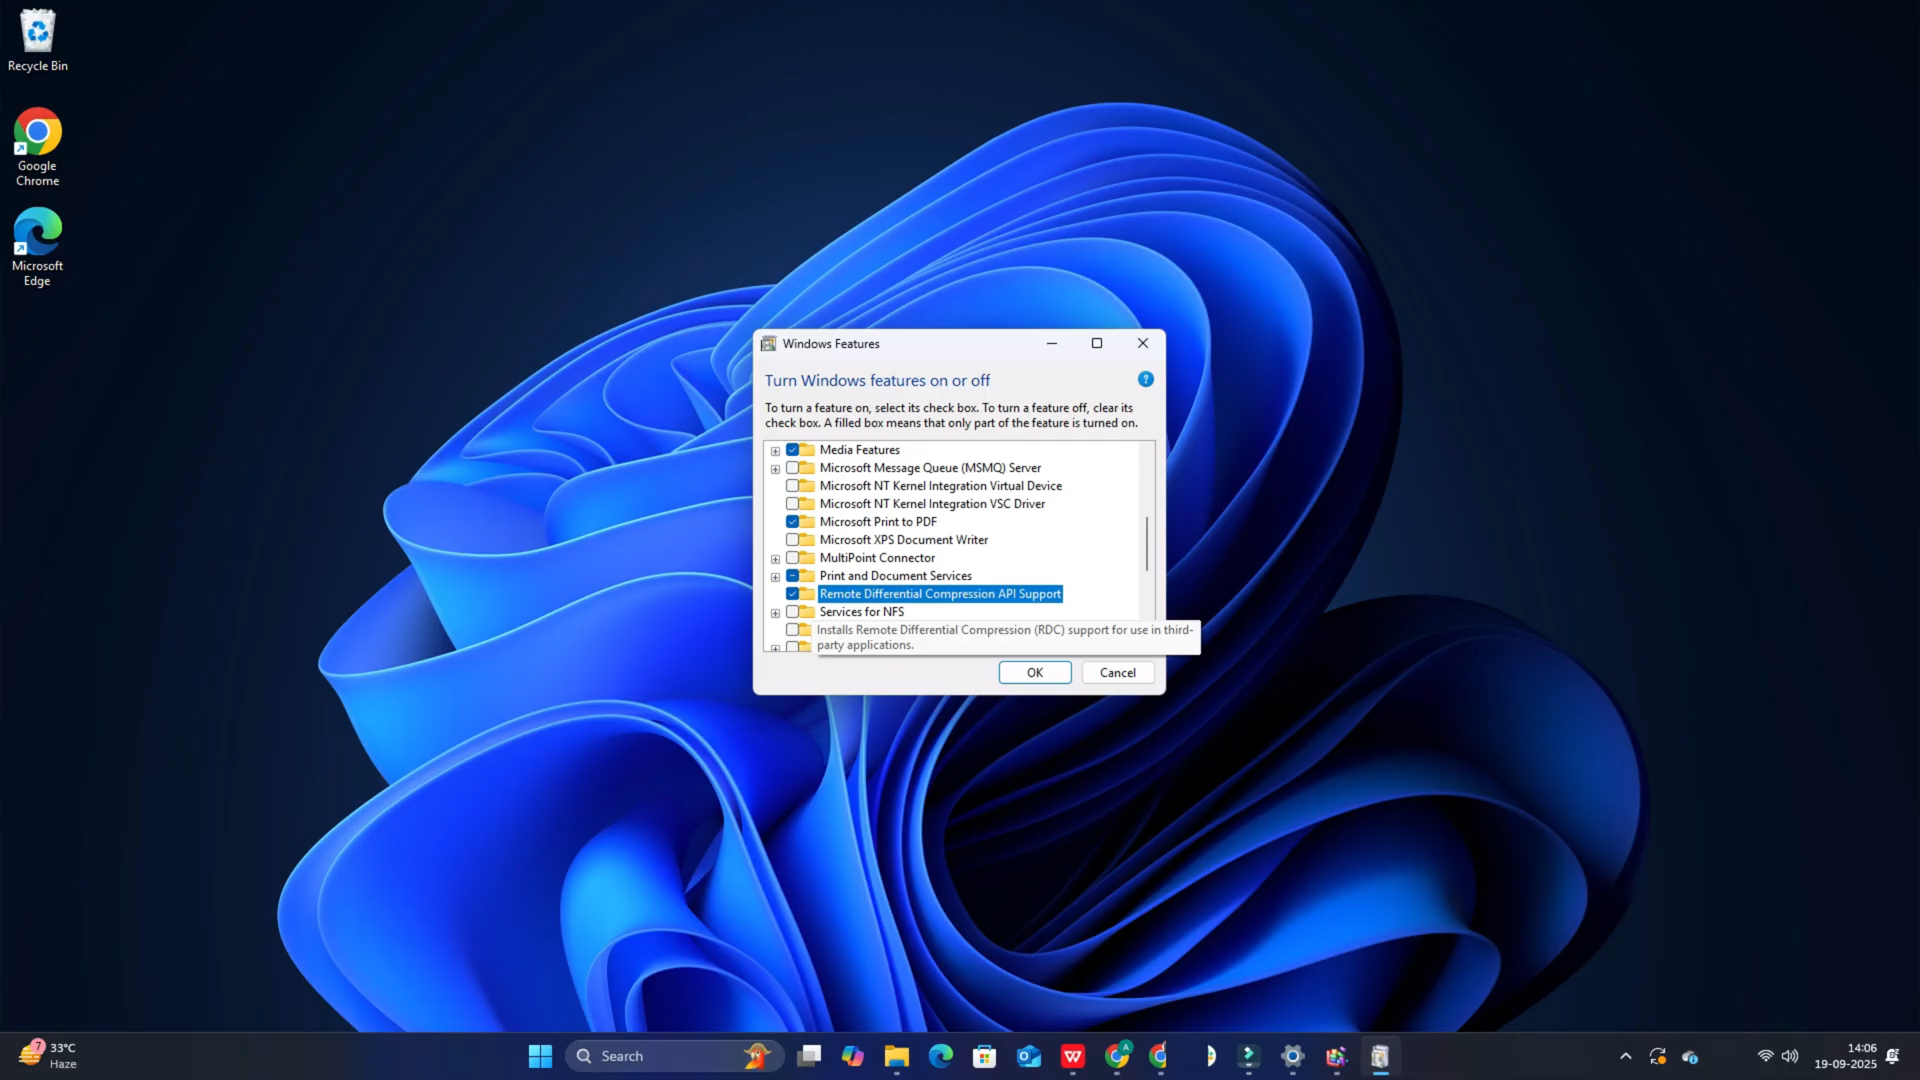 Recycle Bin
Google
Chrome
Microsoft
Edge
Windows Features
Turn Windows features on or off
?
To turn a feature on, select its check box. To turn a feature off, clear its
check box. A filled box means that only part of the feature is turned on.
Media Features
Microsoft Message Queue (MSMQ) Server
Microsoft NT Kernel Integration Virtual Device
Microsoft NT Kernel Integration VSC Driver
Microsoft Print to PDF
Microsoft XPS Document Writer
MultiPoint Connector
Print and Document Services
Remote Differential Compression API Support
Services for NFS
Installs Remote Differential Compression (RDC) support for use in third-
party applications.
OK
Cancel
7
33°C
Haze
Search
W
A
14:06
19-09-2025